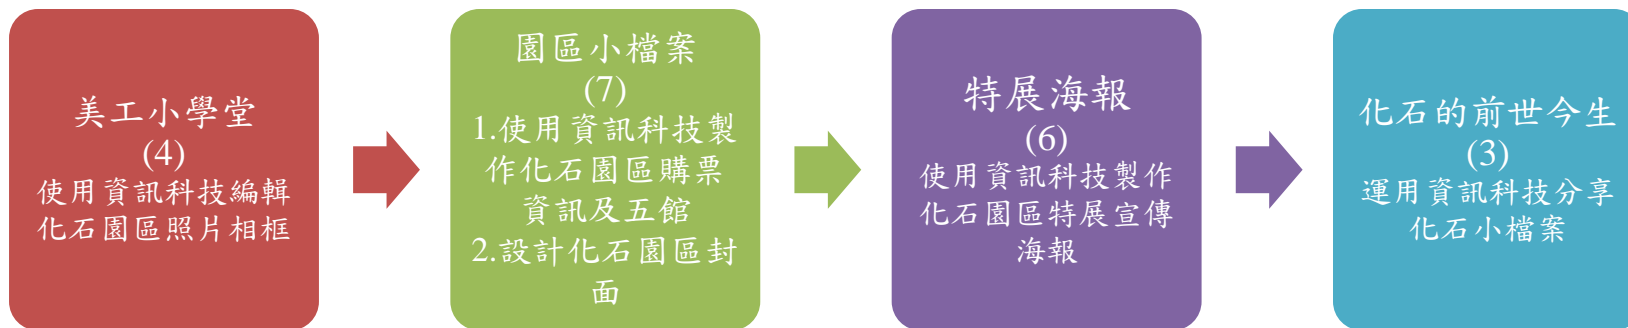 美工小學堂
(4)
使用資訊科技編輯
化石園區照片相框
園區小檔案
(7)
1.使用資訊科技製
作化石園區購票
資訊及五館
2.設計化石園區封
面
特展海報
(6)
使用資訊科技製作
化石園區特展宣傳
海報
化石的前世今生
(3)
運用資訊科技分享
化石小檔案